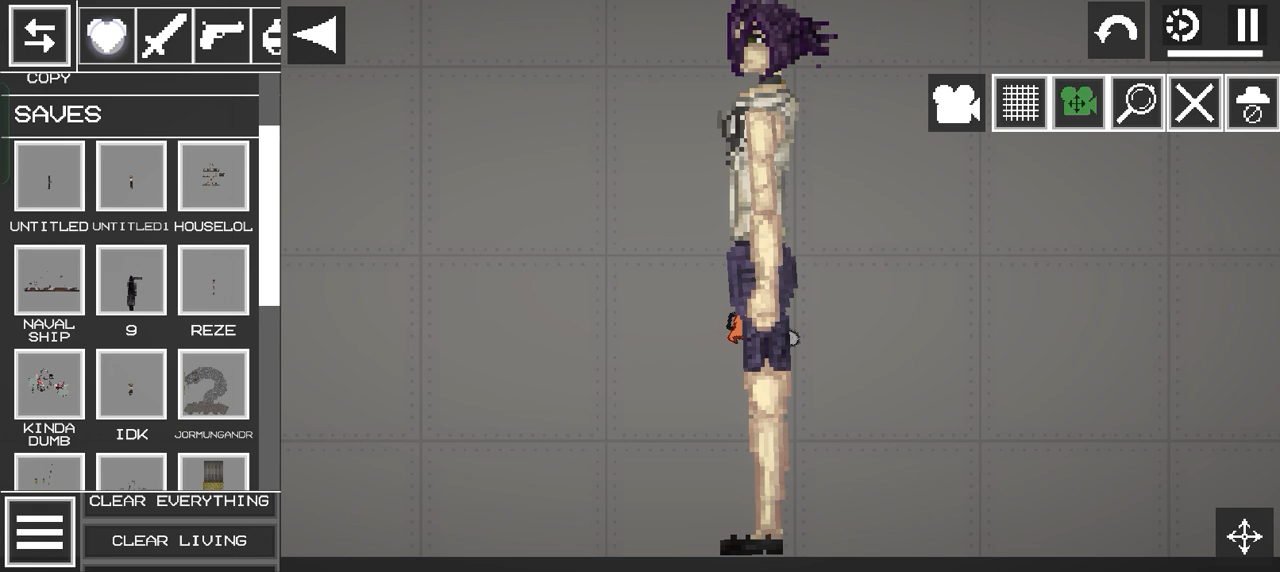 COPY
SAVES
UNTITLED UNTITLED1 HOUSELOL
NAVAL SHIP 9 REZE
KINDA DUMB IDK JORMUNGANDR
CLEAR EVERYTHING
CLEAR LIVING